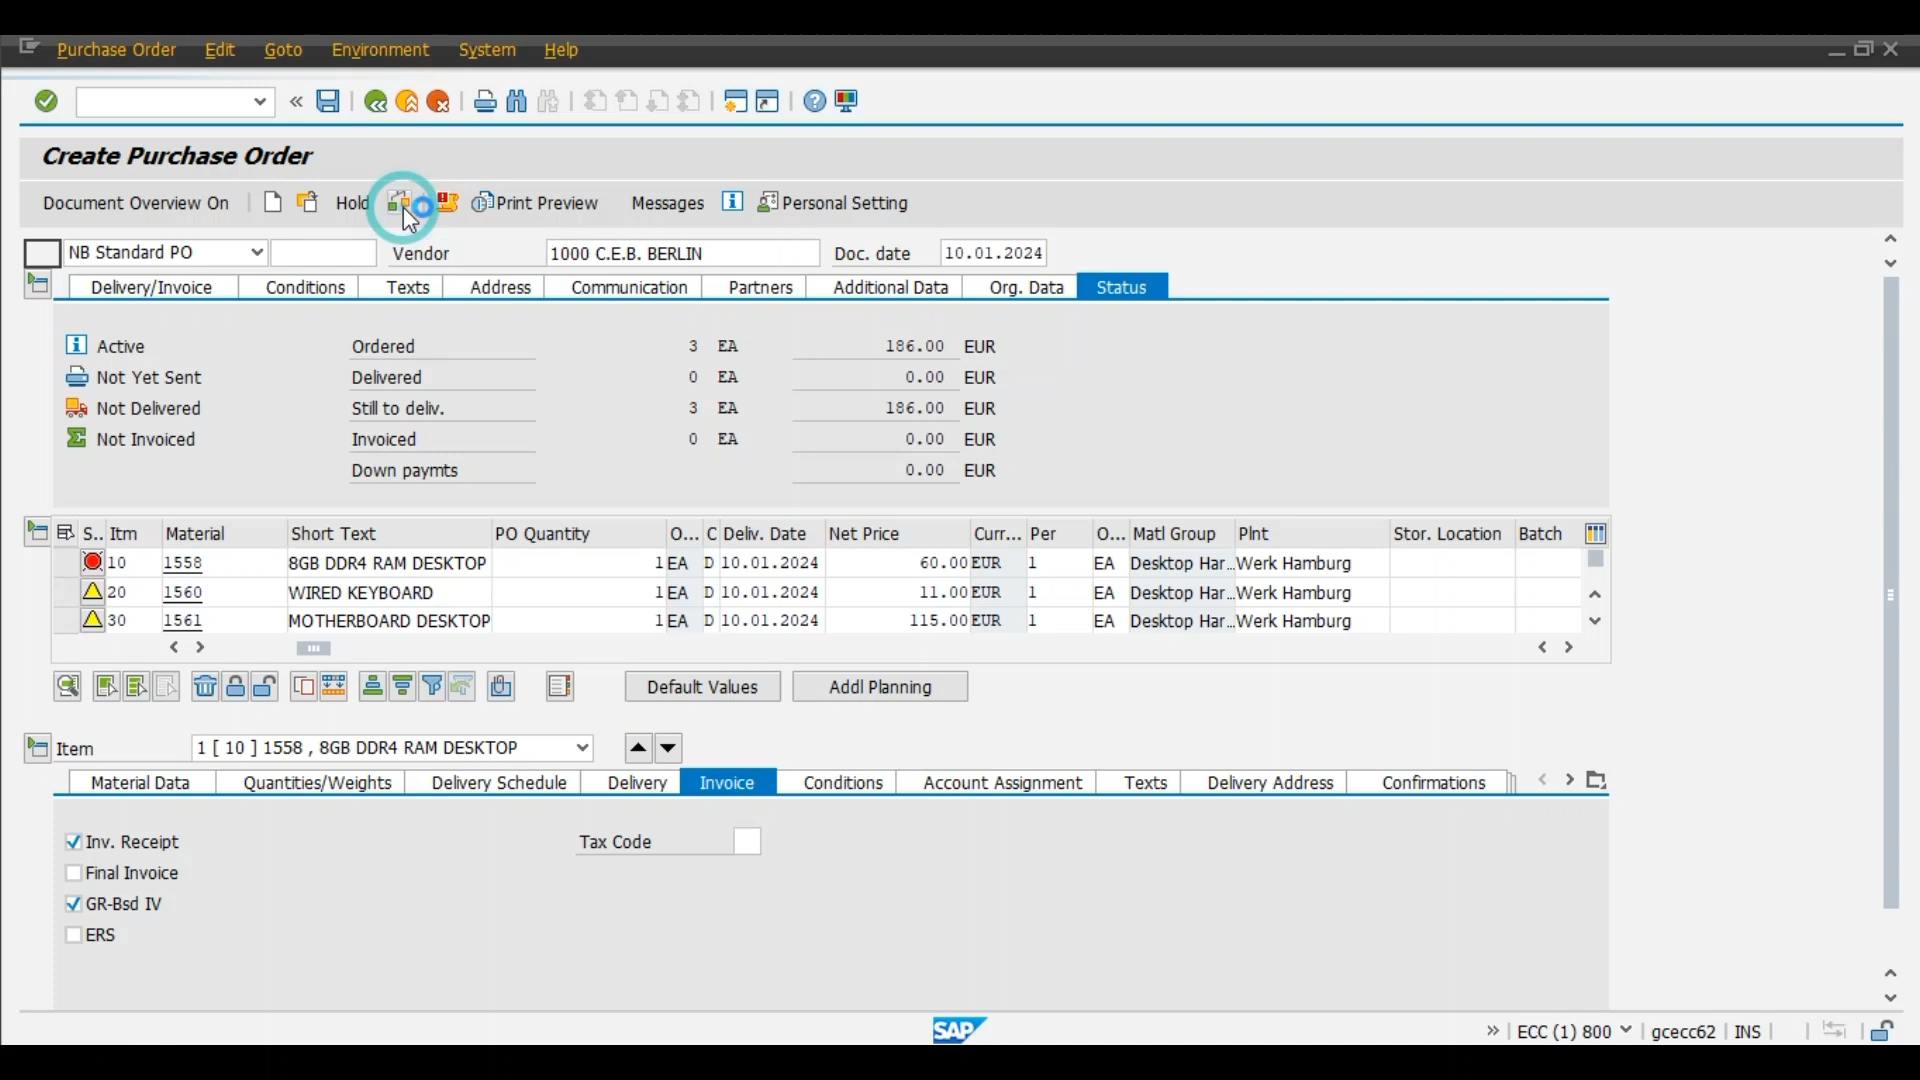 Purchase Order Edit Goto Environment System Help
Create Purchase Order
Document Overview On Hold Print Preview Messages Personal Setting
NB Standard PO Vendor 1000 C.E.B. BERLIN Doc. date 10.01.2024
Delivery/Invoice Conditions Texts Address Communication Partners Additional Data Org. Data Status
Active Ordered 3 EA 186.00 EUR
Not Yet Sent Delivered 0 EA 0.00 EUR
Not Delivered Still to deliv. 3 EA 186.00 EUR
Not Invoiced Invoiced 0 EA 0.00 EUR
Down paymts 0.00 EUR
S.. Itm Material Short Text PO Quantity O... C Deliv. Date Net Price Curr... Per O... Matl Group Plnt Stor. Location Batch
10 1558 8GB DDR4 RAM DESKTOP 1 EA D 10.01.2024 60.00 EUR 1 EA Desktop Har... Werk Hamburg
20 1560 WIRED KEYBOARD 1 EA D 10.01.2024 11.00 EUR 1 EA Desktop Har... Werk Hamburg
30 1561 MOTHERBOARD DESKTOP 1 EA D 10.01.2024 115.00 EUR 1 EA Desktop Har... Werk Hamburg
Default Values Addl Planning
Item 1 [ 10 ] 1558 , 8GB DDR4 RAM DESKTOP
Material Data Quantities/Weights Delivery Schedule Delivery Invoice Conditions Account Assignment Texts Delivery Address Confirmations
Inv. Receipt Tax Code
Final Invoice
GR-Bsd IV
ERS
SAP ECC (1) 800 gcecc62 INS